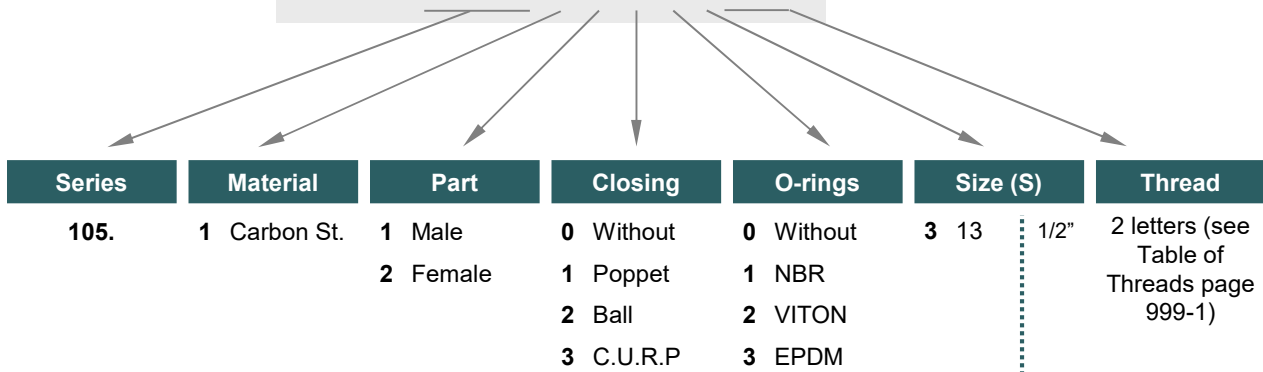 Series Material Part Closing O-rings Size (S) Thread
105. 1 Carbon St. 1 Male 0 Without 0 Without 3 13 1/2” 2 letters (see
Table of
2 Female 1 Poppet 1 NBR
Threads page
999-1)
2 Ball 2 VITON
3 C.U.R.P 3 EPDM